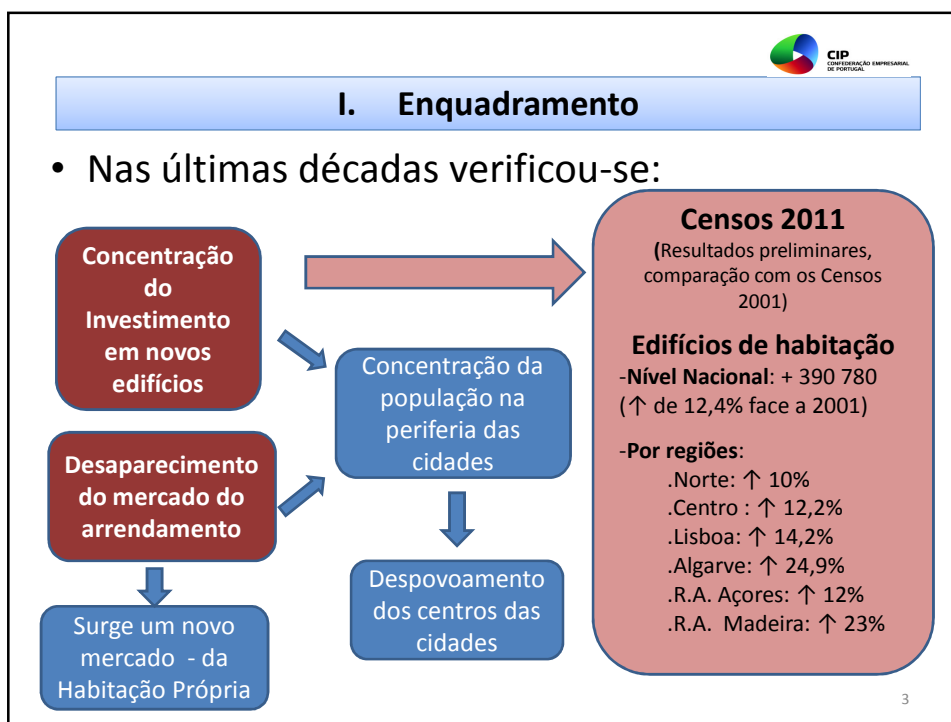 CIP
CONFEDERAÇÃO EMPRESARIAL
DE PORTUGAL
I. Enquadramento
• Nas últimas décadas verificou-se:
Concentração
do
Investimento
em novos
edifícios
Desaparecimento
do mercado do
arrendamento
Surge um novo
mercado - da
Habitação Própria
Concentração da
população na
periferia das
cidades
Despovoamento
dos centros das
cidades
Censos 2011
(Resultados preliminares,
comparação com os Censos
2001)
Edifícios de habitação
-Nível Nacional: + 390 780
(↑ de 12,4% face a 2001)
-Por regiões:
.Norte: ↑ 10%
.Centro : ↑ 12,2%
.Lisboa: ↑ 14,2%
.Algarve: ↑ 24,9%
.R.A. Açores: ↑ 12%
.R.A. Madeira: ↑ 23%
3